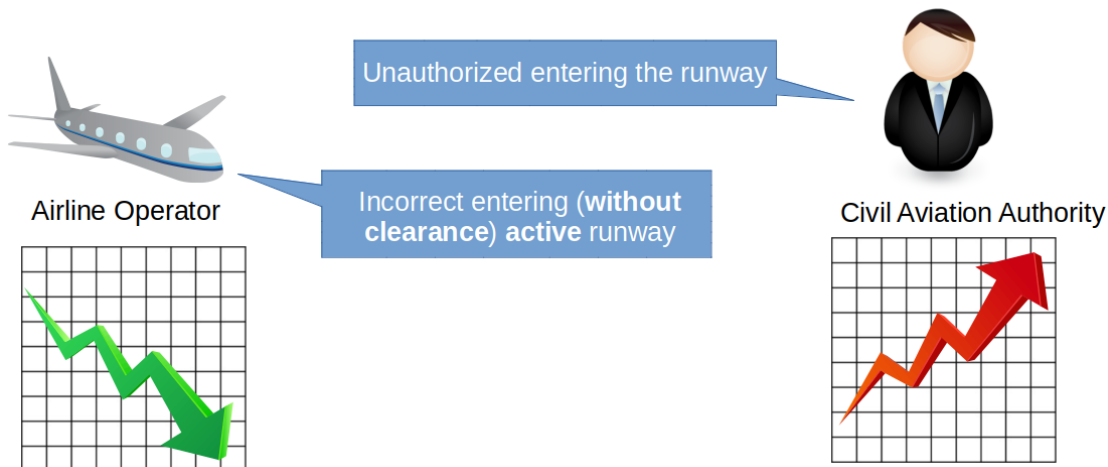 Unauthorized entering the runway
Airline Operator
Incorrect entering (without
clearance) active runway
Civil Aviation Authority